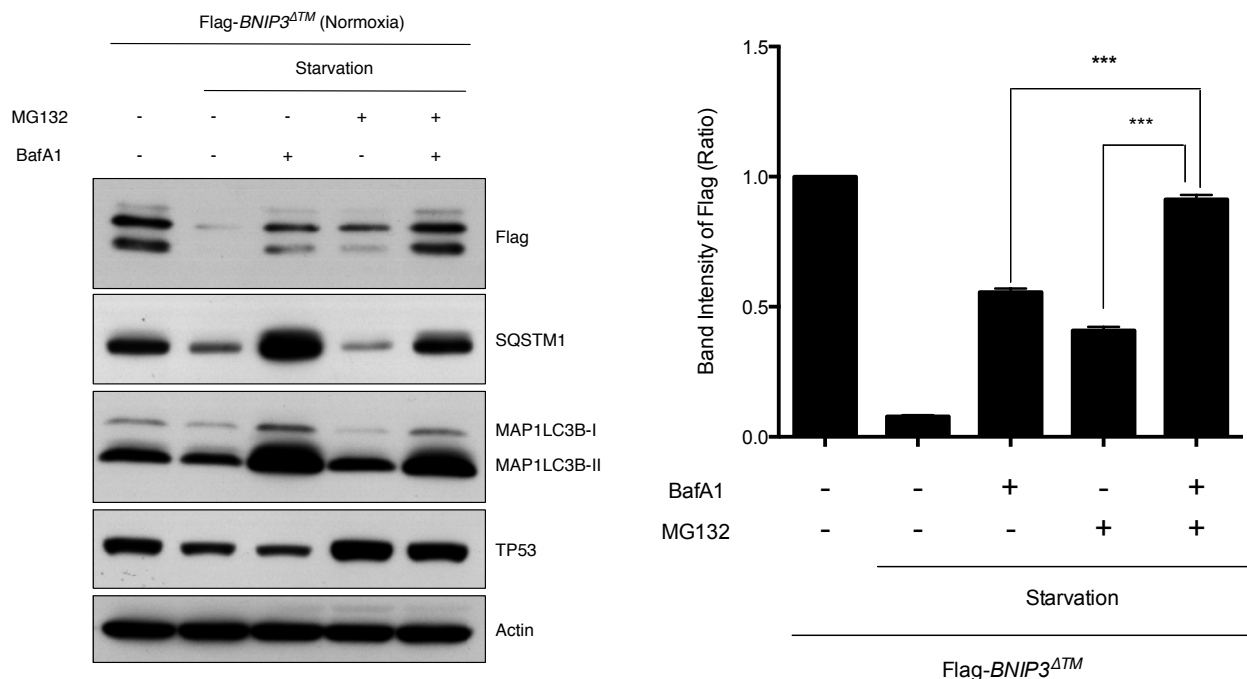 Flag-BNIP3ΔTM (Normoxia)
Starvation
MG132 - - - + +
BafA1 - - + - +
Flag
SQSTM1
MAP1LC3B-I
MAP1LC3B-II
TP53
Actin
Band Intensity of Flag (Ratio)
1.5
1.0
0.5
0.0
***
***
BafA1 - - + - +
MG132 - - - + +
Starvation
Flag-BNIP3ΔTM